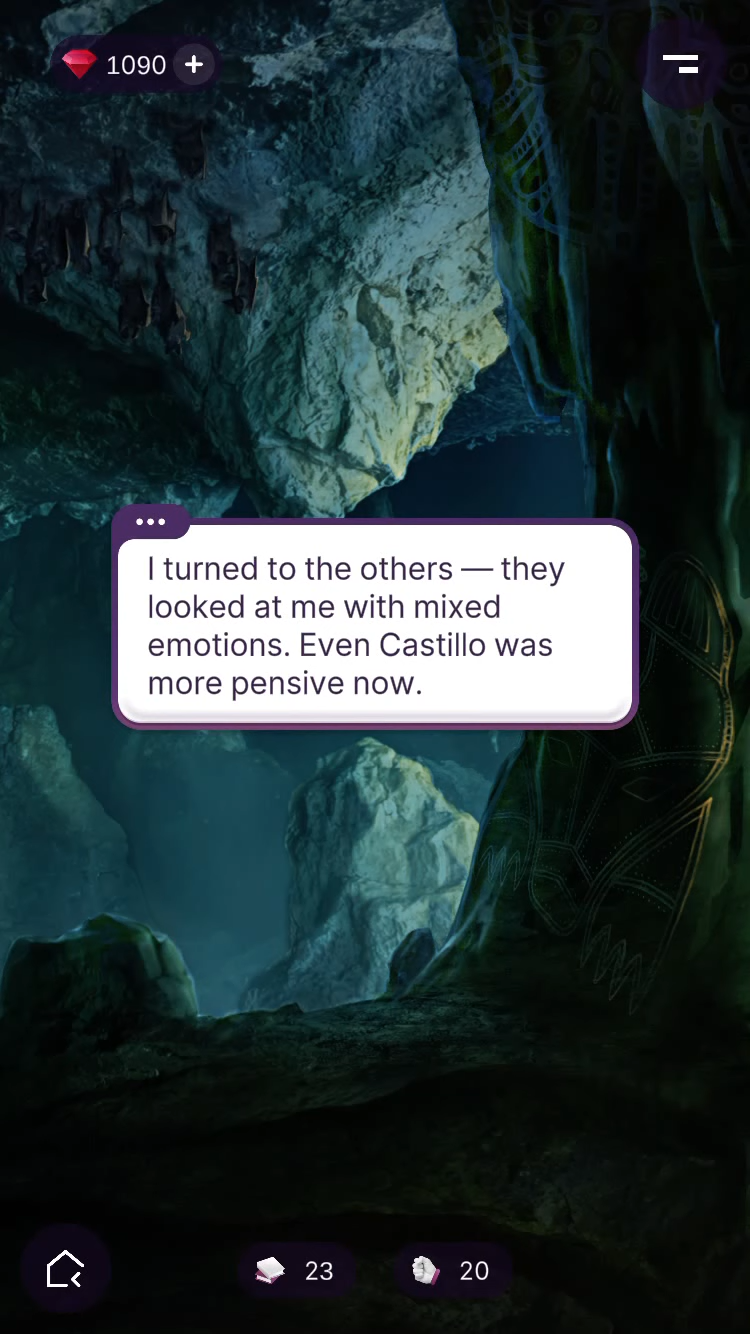 1090
I turned to the others — they
looked at me with mixed
emotions. Even Castillo was
more pensive now.
23
20